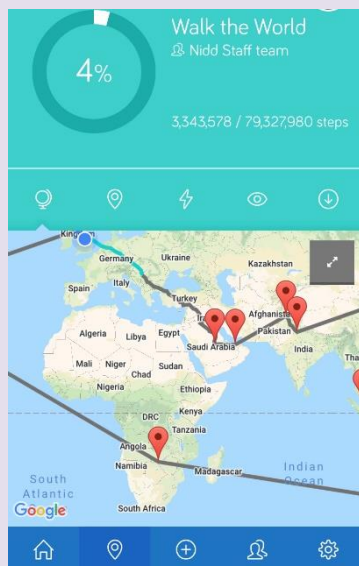 4%
Walk the World
Nidd Staff team
3,343,578 / 79,327,980 steps
Germany
Ukraine
Kazakhstan
Italy
Spain
Turkey
Afghanistan
Pakistan
Algeria
Libya
Egypt
Saudi Arabia
India
Mali
Niger
Chad
Sudan
Nigeria
Ethiopia
DRC
Kenya
Tanzania
Angola
Namibia
Madagascar
Indian
Ocean
South
Atlantic
South Africa
Google